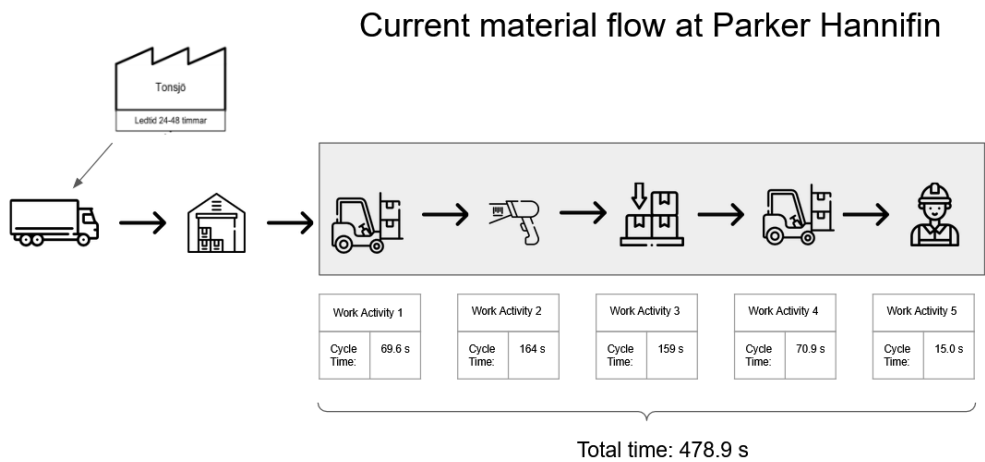 Current material flow at Parker Hannifin
Tonsjö
Ledtid 24-48 timmar
Work Activity 1
Cycle
Time:
69.6 s
Work Activity 2
Cycle
Time:
164 s
Work Activity 3
Cycle
Time:
159 s
Work Activity 4
Cycle
Time:
70.9 s
Work Activity 5
Cycle
Time:
15.0 s
Total time: 478.9 s